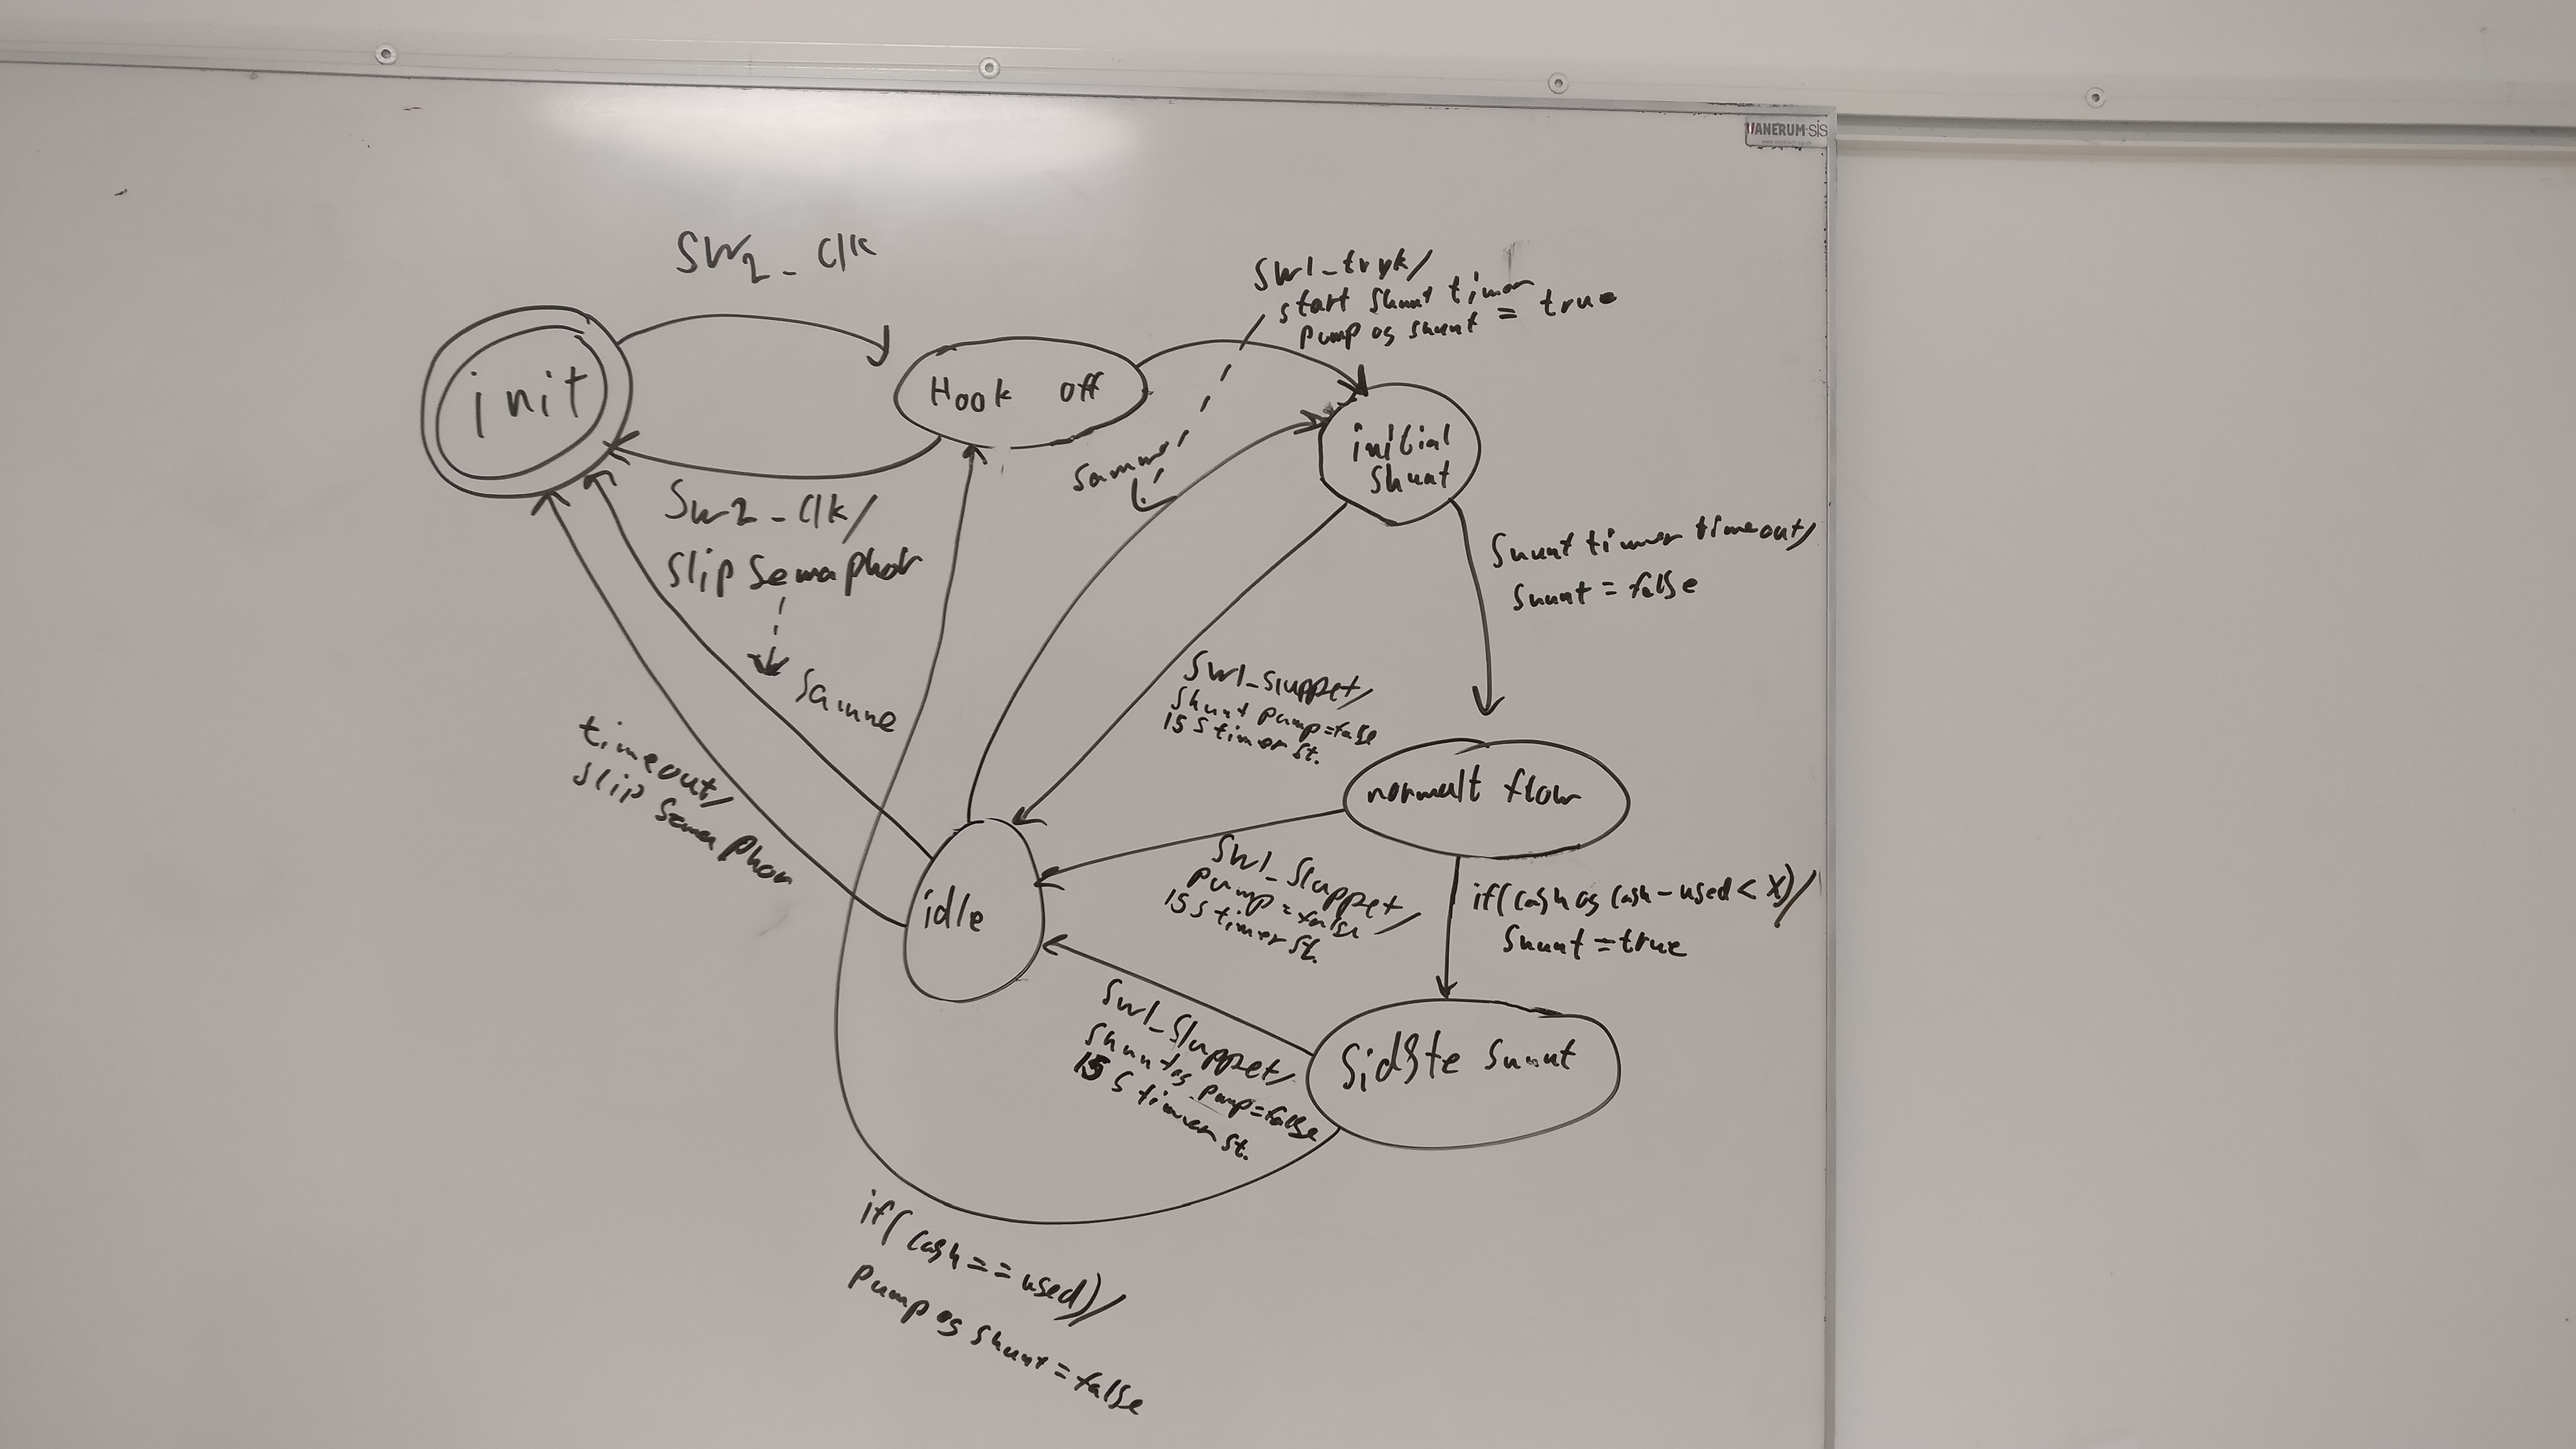 VANERUM SIS
SW2_clk
SW1_tryk/
start shunt timer
pump og shunt = true
init
Hook off
initial
shunt
samme
SW2_clk/
slip semaphor
samme
shunt timer timeout/
shunt = false
SW1_sluppet/
shunt pump=false
15 s timer st.
timeout/
slip semaphor
normalt flow
SW1_sluppet/
pump=false
15 s timer st.
idle
if(cash og cash-used < X)/
shunt = true
SW1_sluppet/
shunt og pump=false
15 s timer st.
Sidste shunt
if(cash==used)/
pump og shunt = false